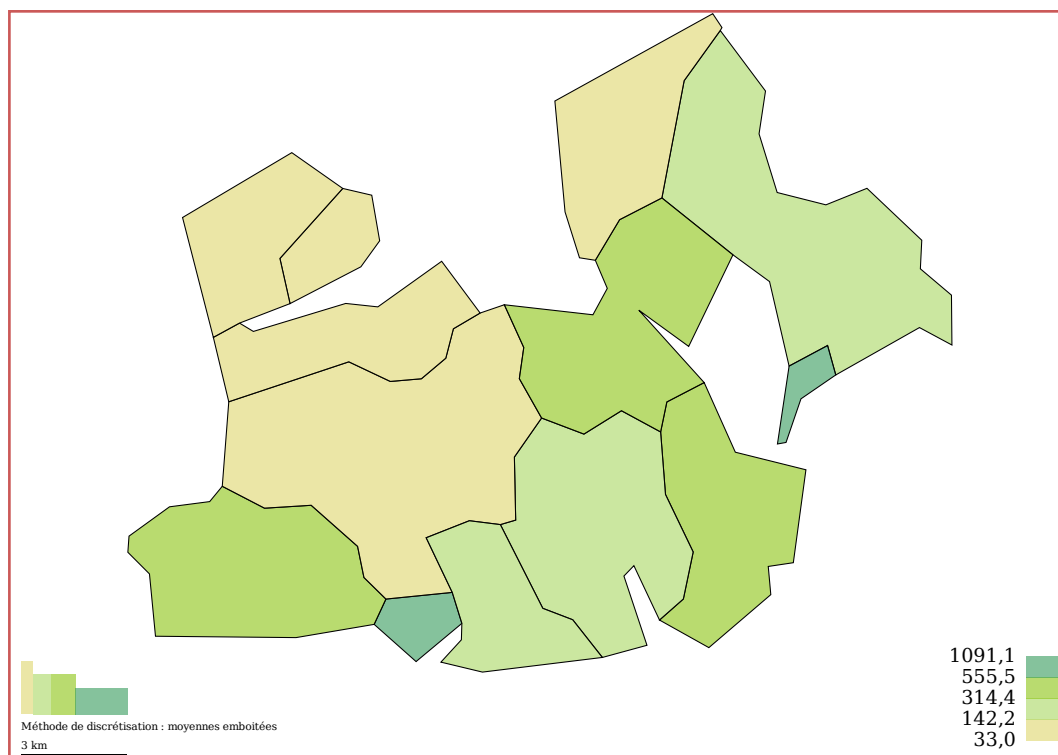 1091,1
555,5
314,4
142,2
33,0
Méthode de discrétisation : moyennes emboitées
3 km